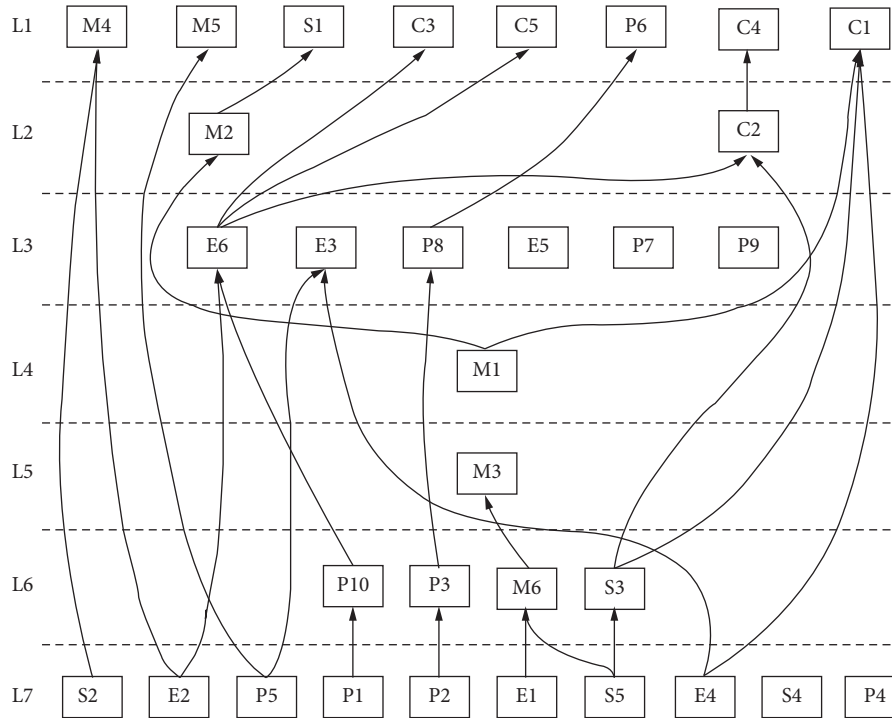 L1 M4 M5 S1 C3 C5 P6 C4 C1
L2 M2 C2
L3 E6 E3 P8 E5 P7 P9
L4 M1
L5 M3
L6 P10 P3 M6 S3
L7 S2 E2 P5 P1 P2 E1 S5 E4 S4 P4